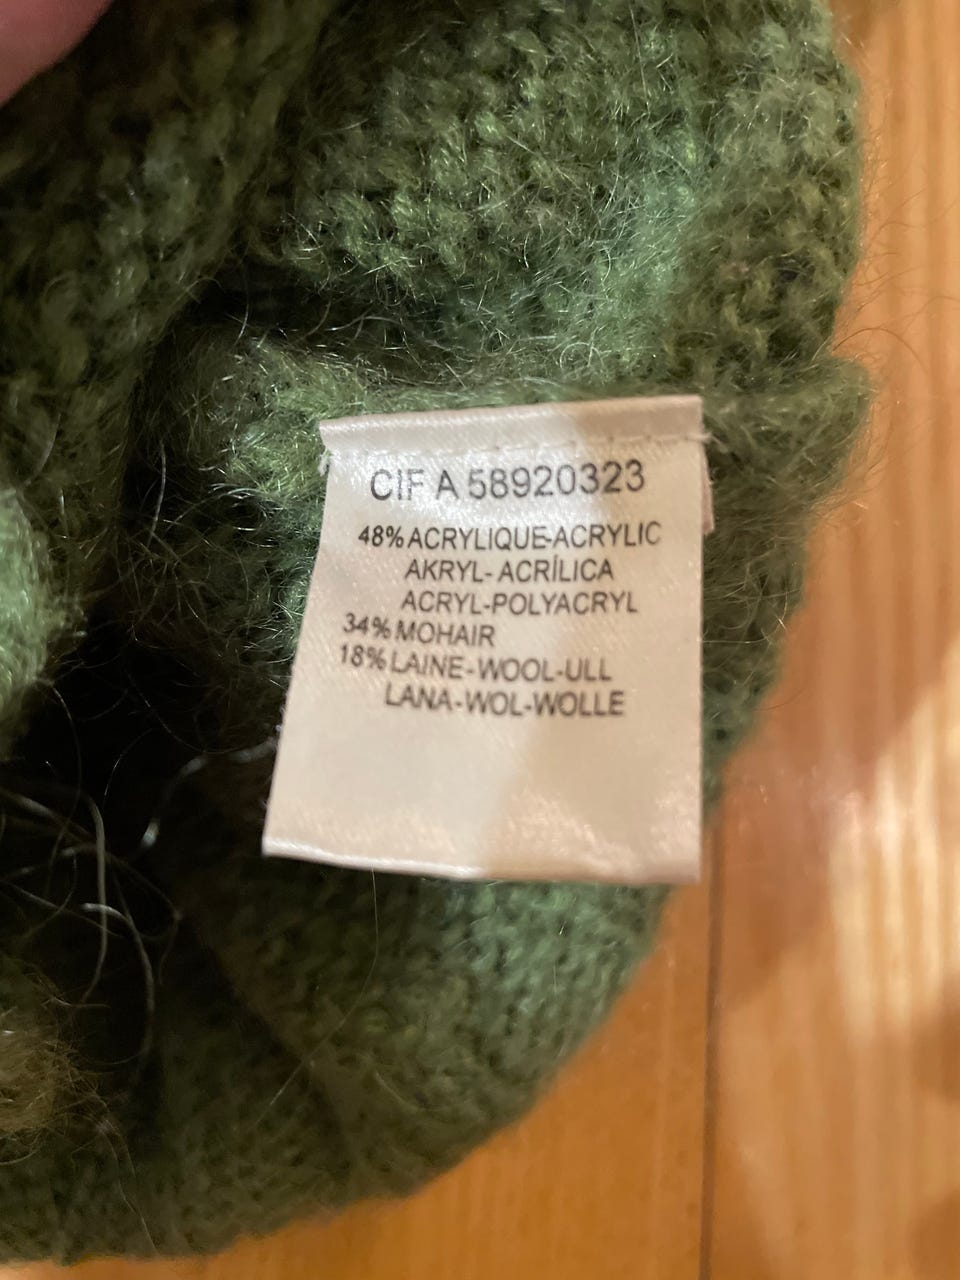 CIF A 58920323
48% ACRYLIQUE-ACRYLIC
AKRYL- ACRÍLICA
ACRYL-POLYACRYL
34% MOHAIR
18% LAINE-WOOL-ULL
LANA-WOL-WOLLE